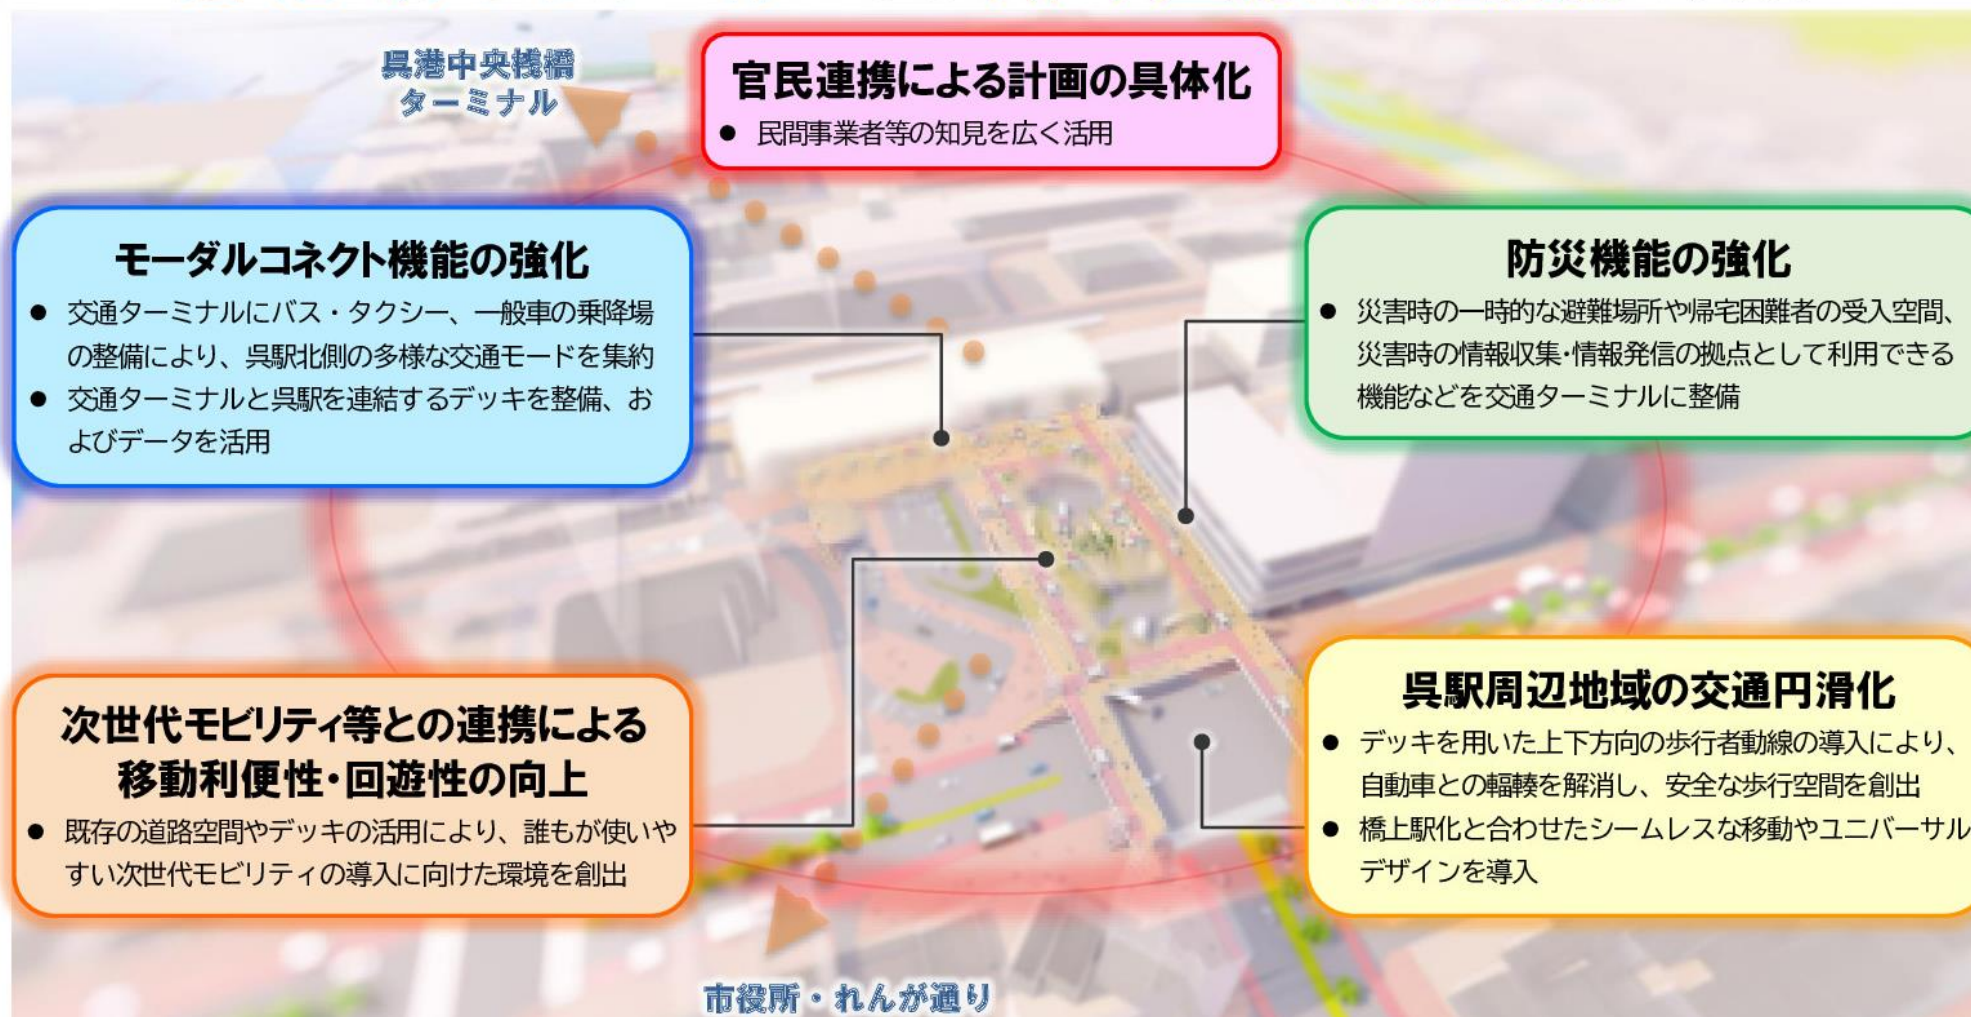 呉港中央桟橋
ターミナル
官民連携による計画の具体化
● 民間事業者等の知見を広く活用
モーダルコネクト機能の強化
● 交通ターミナルにバス・タクシー、一般車の乗降場
の整備により、呉駅北側の多様な交通モードを集約
● 交通ターミナルと呉駅を連結するデッキを整備、お
よびデータを活用
防災機能の強化
● 災害時の一時的な避難場所や帰宅困難者の受入空間、
災害時の情報収集・情報発信の拠点として利用できる
機能などを交通ターミナルに整備
次世代モビリティ等との連携による
移動利便性・回遊性の向上
● 既存の道路空間やデッキの活用により、誰もが使いや
すい次世代モビリティの導入に向けた環境を創出
呉駅周辺地域の交通円滑化
● デッキを用いた上下方向の歩行者動線の導入により、
自動車との輻輳を解消し、安全な歩行空間を創出
● 橋上駅化と合わせたシームレスな移動やユニバーサル
デザインを導入
市役所・れんが通り